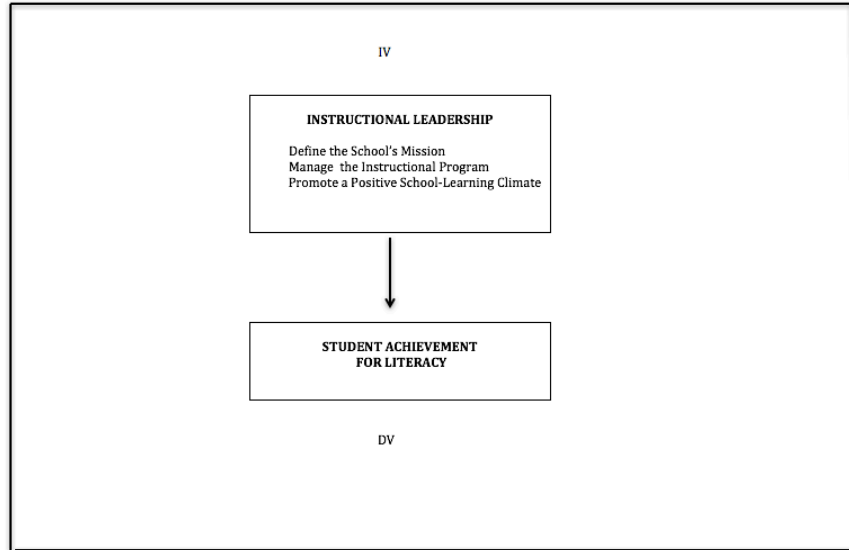 IV
INSTRUCTIONAL LEADERSHIP
Define the School's Mission
Manage the Instructional Program
Promote a Positive School-Learning Climate
STUDENT ACHIEVEMENT
FOR LITERACY
DV